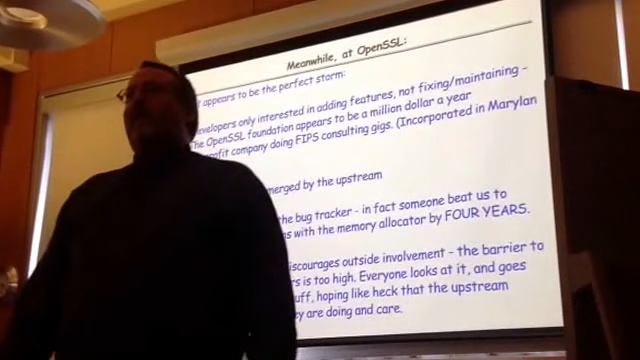 Meanwhile, at OpenSSL:
appears to be the perfect storm:
evelopers only interested in adding features, not fixing/maintaining -
he OpenSSL foundation appears to be a million dollar a year
rofit company doing FIPS consulting gigs. (Incorporated in Marylan
merged by the upstream
the bug tracker - in fact someone beat us to
s with the memory allocator by FOUR YEARS.
iscourages outside involvement - the barrier to
rs is too high. Everyone looks at it, and goes
uff, hoping like heck that the upstream
ey are doing and care.